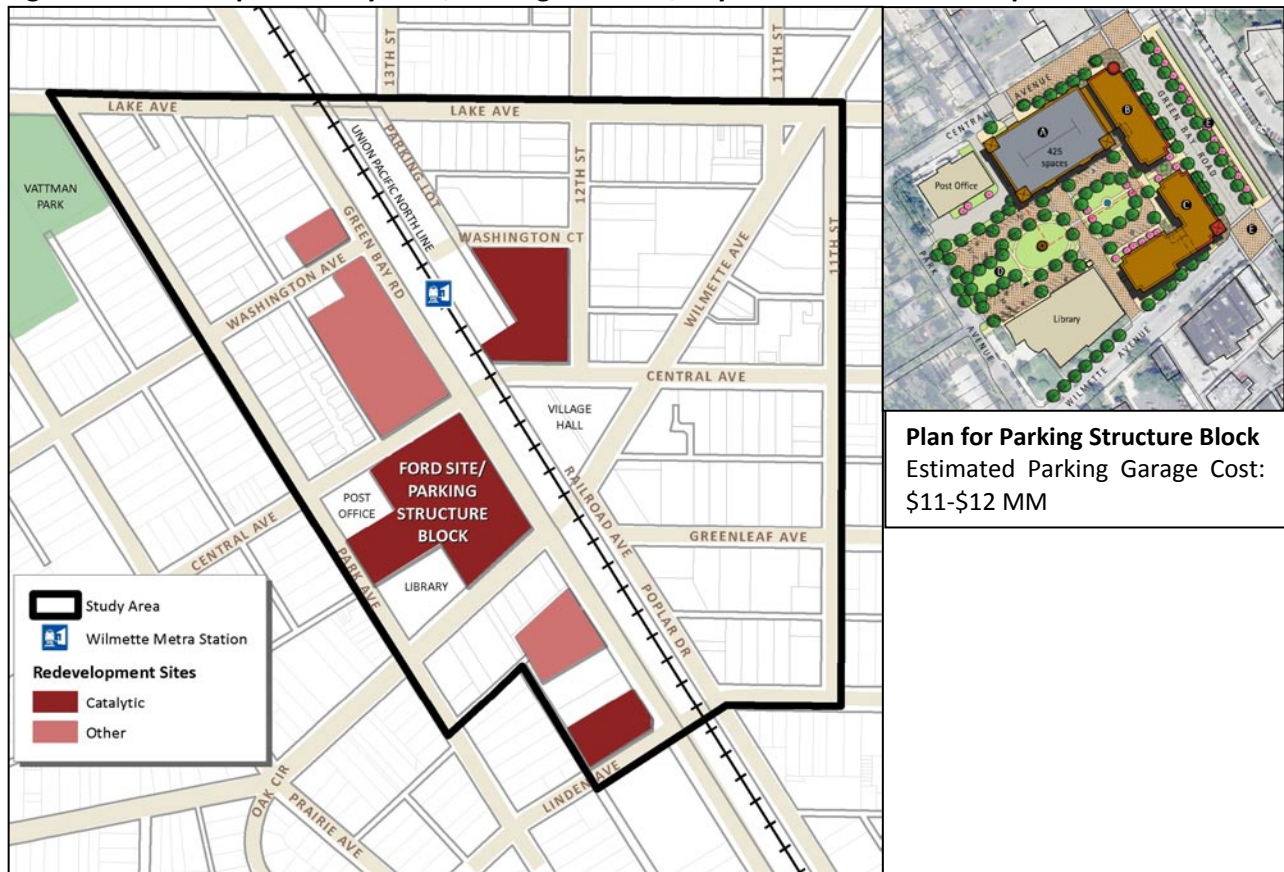 LAKE AVE
LAKE AVE
13TH ST
11TH ST
PARKING LOT
UNION PACIFIC NORTH LINE
12TH ST
VATTMAN
PARK
GREEN BAY RD
WASHINGTON CT
WASHINGTON AVE
WILMETTE AVE
11TH ST
CENTRAL AVE
VILLAGE
HALL
FORD SITE/
PARKING
STRUCTURE
BLOCK
POST
OFFICE
RAILROAD AVE
GREENLEAF AVE
CENTRAL AVE
PARK AVE
LIBRARY
POPLAR DR
LINDEN AVE
OAK CIR
PRAIRIE AVE
Study Area
Wilmette Metra Station
Redevelopment Sites
Catalytic
Other
CENTRAL AVENUE
A
425
spaces
B
GREEN BAY ROAD
E
Post Office
C
E
D
PARK AVENUE
Library
WILMETTE AVENUE
Plan for Parking Structure Block
Estimated Parking Garage Cost:
$11-$12 MM